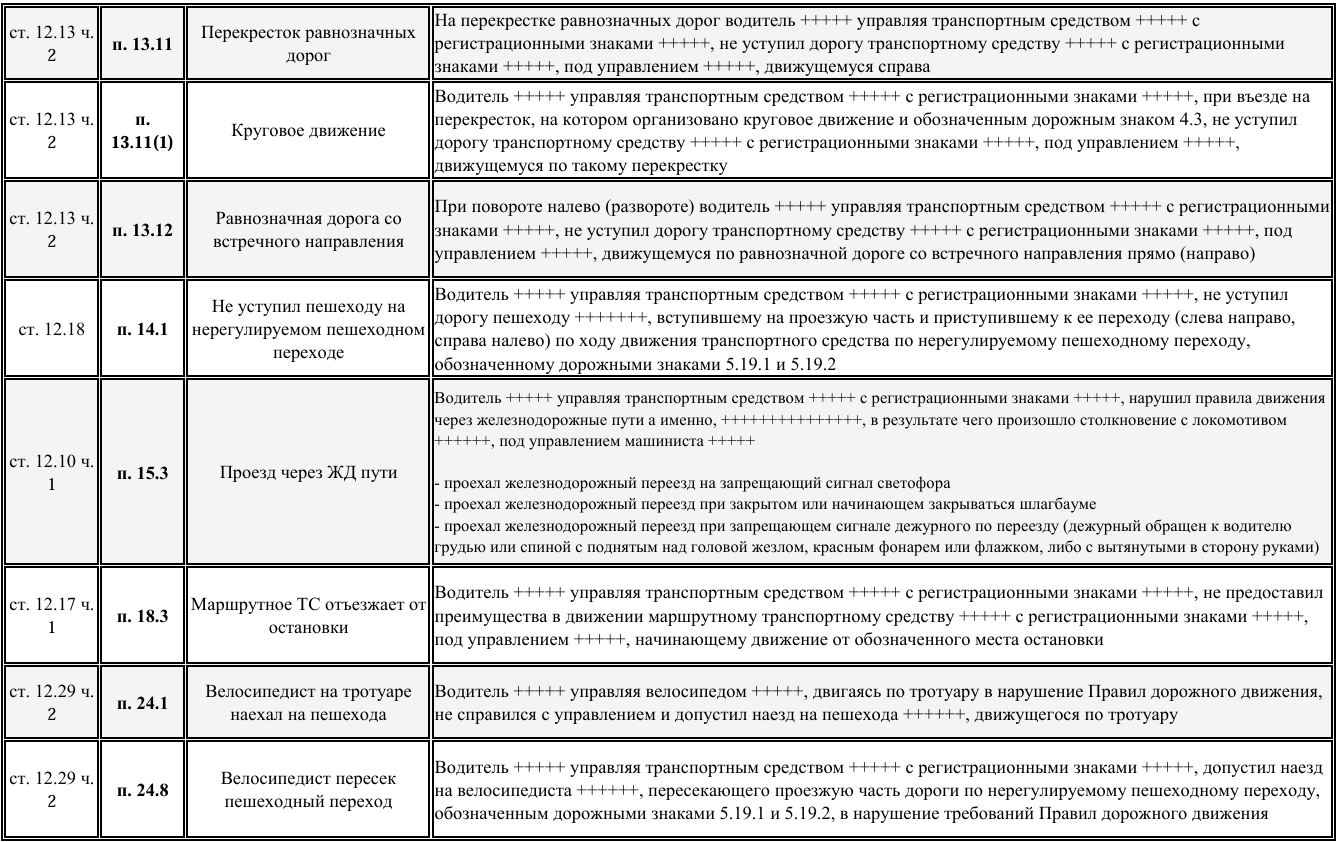 ст. 12.13 ч.
2
п. 13.11
Перекресток равнозначных
дорог
На перекрестке равнозначных дорог водитель +++++ управляя транспортным средством +++++ с
регистрационными знаками +++++, не уступил дорогу транспортному средству +++++ с регистрационными
знаками +++++, под управлением +++++, движущемуся справа
ст. 12.13 ч.
2
п.
13.11(1)
Круговое движение
Водитель +++++ управляя транспортным средством +++++ с регистрационными знаками +++++, при въезде на
перекресток, на котором организовано круговое движение и обозначенным дорожным знаком 4.3, не уступил
дорогу транспортному средству +++++ с регистрационными знаками +++++, под управлением +++++,
движущемуся по такому перекрестку
ст. 12.13 ч.
2
п. 13.12
Равнозначная дорога со
встречного направления
При повороте налево (развороте) водитель +++++ управляя транспортным средством +++++ с регистрационными
знаками +++++, не уступил дорогу транспортному средству +++++ с регистрационными знаками +++++, под
управлением +++++, движущемуся по равнозначной дороге со встречного направления прямо (направо)
ст. 12.18
п. 14.1
Не уступил пешеходу на
нерегулируемом пешеходном
переходе
Водитель +++++ управляя транспортным средством +++++ с регистрационными знаками +++++, не уступил
дорогу пешеходу +++++++, вступившему на проезжую часть и приступившему к ее переходу (слева направо,
справа налево) по ходу движения транспортного средства по нерегулируемому пешеходному переходу,
обозначенному дорожными знаками 5.19.1 и 5.19.2
ст. 12.10 ч.
1
п. 15.3
Проезд через ЖД пути
Водитель +++++ управляя транспортным средством +++++ с регистрационными знаками +++++, нарушил правила движения
через железнодорожные пути а именно, +++++++++++++++, в результате чего произошло столкновение с локомотивом
++++++, под управлением машиниста +++++
- проехал железнодорожный переезд на запрещающий сигнал светофора
- проехал железнодорожный переезд при закрытом или начинающем закрываться шлагбауме
- проехал железнодорожный переезд при запрещающем сигнале дежурного по переезду (дежурный обращен к водителю
грудью или спиной с поднятым над головой жезлом, красным фонарем или флажком, либо с вытянутыми в сторону руками)
ст. 12.17 ч.
1
п. 18.3
Маршрутное ТС отъезжает от
остановки
Водитель +++++ управляя транспортным средством +++++ с регистрационными знаками +++++, не предоставил
преимущества в движении маршрутному транспортному средству +++++ с регистрационными знаками +++++,
под управлением +++++, начинающему движение от обозначенного места остановки
ст. 12.29 ч.
2
п. 24.1
Велосипедист на тротуаре
наехал на пешехода
Водитель +++++ управляя велосипедом +++++, двигаясь по тротуару в нарушение Правил дорожного движения,
не справился с управлением и допустил наезд на пешехода ++++++, движущегося по тротуару
ст. 12.29 ч.
2
п. 24.8
Велосипедист пересек
пешеходный переход
Водитель +++++ управляя транспортным средством +++++ с регистрационными знаками +++++, допустил наезд
на велосипедиста ++++++, пересекающего проезжую часть дороги по нерегулируемому пешеходному переходу,
обозначенным дорожными знаками 5.19.1 и 5.19.2, в нарушение требований Правил дорожного движения